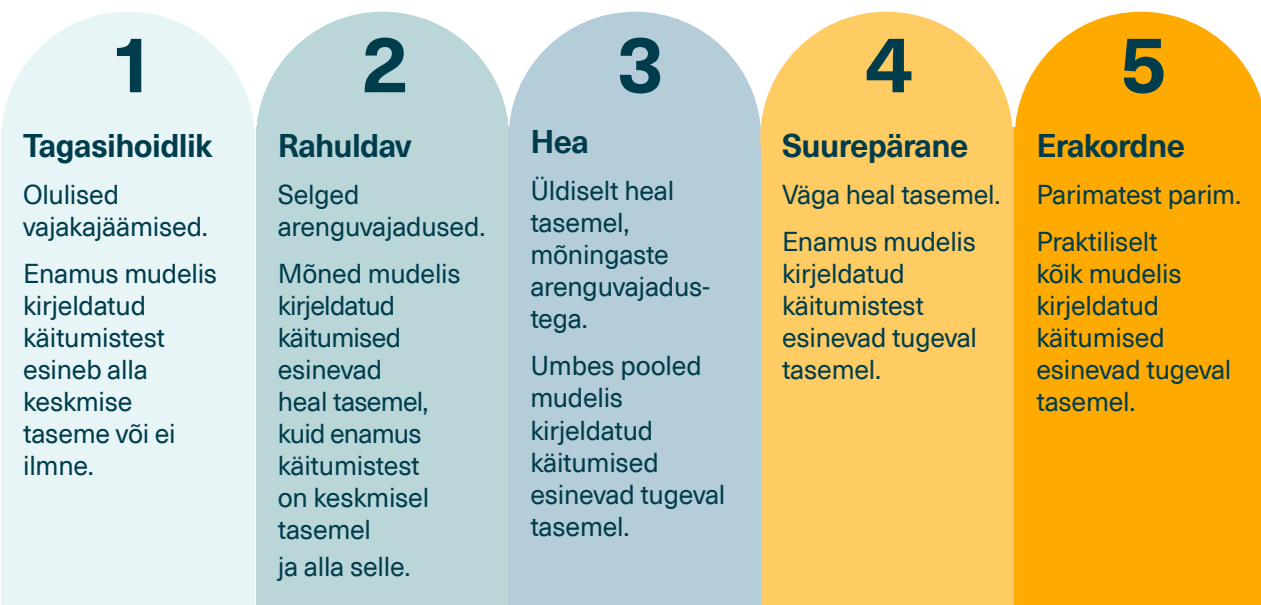 1
Tagasihoidlik
Olulised
vajakajäämised.
Enamus mudelis
kirjeldatud
käitumistest
esineb alla
keskmise
taseme või ei
ilmne.
2
Rahuldav
Selged
arenguvajadused.
Mõned mudelis
kirjeldatud
käitumised
esinevad
heal tasemel,
kuid enamus
käitumistest
on keskmisel
tasemel
ja alla selle.
3
Hea
Üldiselt heal
tasemel,
mõningaste
arenguvajadus-
tega.
Umbes pooled
mudelis
kirjeldatud
käitumised
esinevad tugeval
tasemel.
4
Suurepärane
Väga heal tasemel.
Enamus mudelis
kirjeldatud
käitumistest
esinevad tugeval
tasemel.
5
Erakordne
Parimatest parim.
Praktiliselt
kõik mudelis
kirjeldatud
käitumised
esinevad tugeval
tasemel.